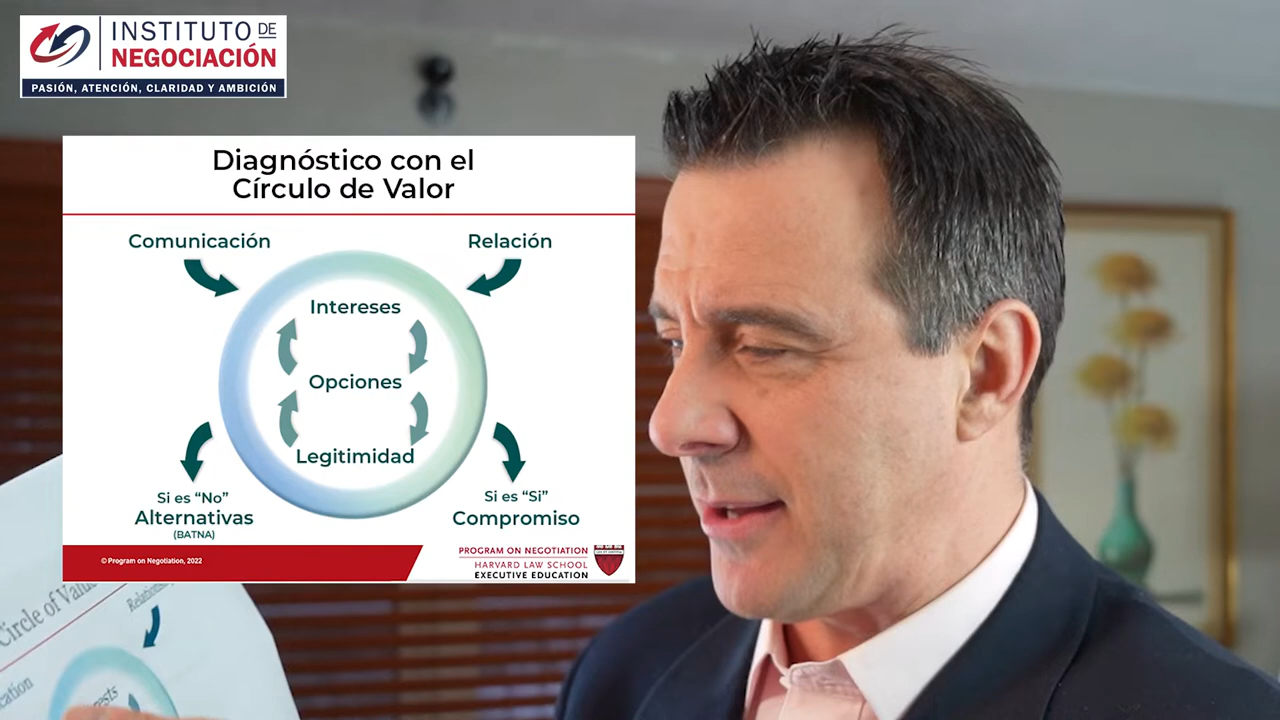 INSTITUTO DE
NEGOCIACIÓN
PASIÓN, ATENCIÓN, CLARIDAD Y AMBICIÓN
Diagnóstico con el
Círculo de Valor
Comunicación
Relación
Intereses
Opciones
Legitimidad
Si es “No”
Alternativas
(BATNA)
Si es “Si”
Compromiso
© Program on Negotiation, 2022
PROGRAM ON NEGOTIATION
HARVARD LAW SCHOOL
EXECUTIVE EDUCATION
Circle of Value